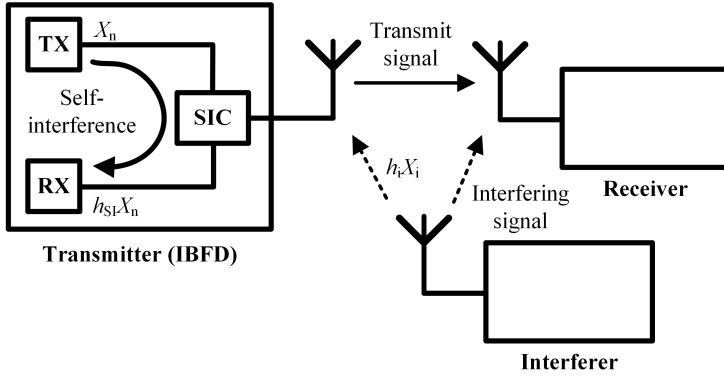 TX
Xn
Self-
interference
SIC
RX
hSIXn
Transmitter (IBFD)
Transmit
signal
hiXi
Interfering
signal
Receiver
Interferer